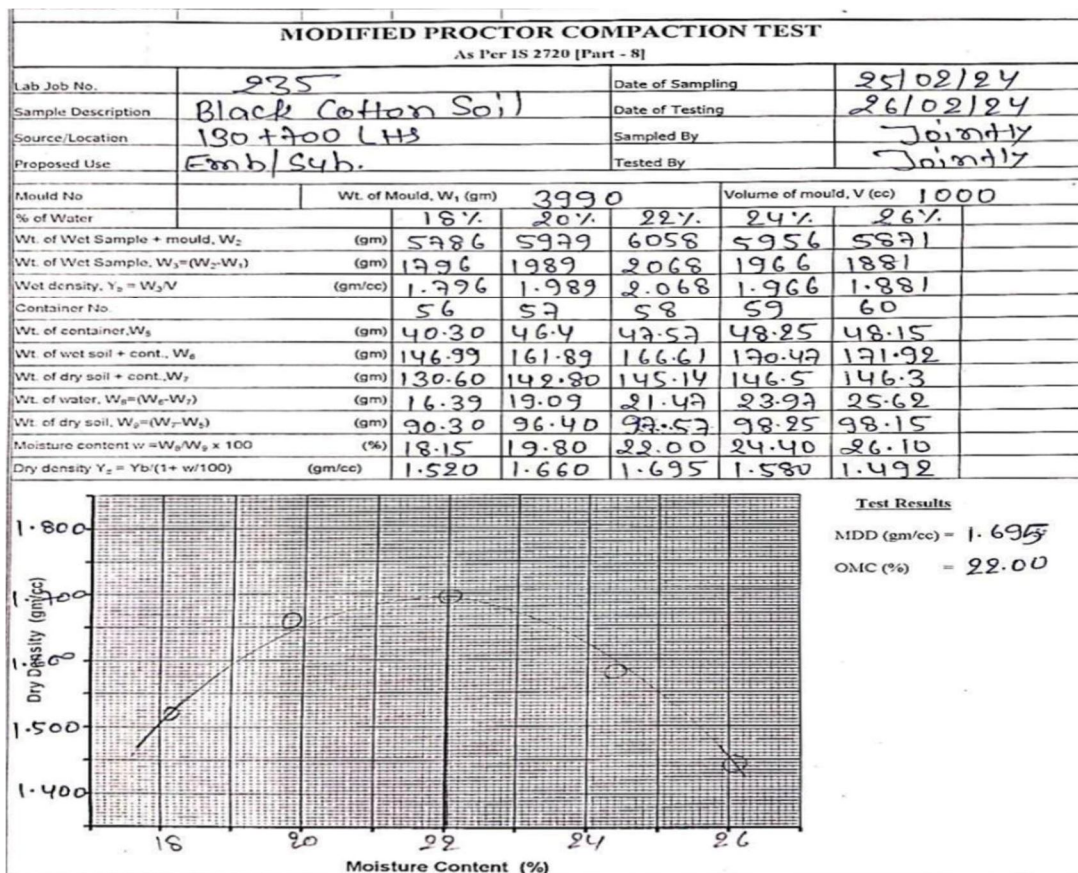 MODIFIED PROCTOR COMPACTION TEST
As Per IS 2720 [Part - 8]
Lab Job No. 235 Date of Sampling 25/02/24
Sample Description Black Cotton Soil Date of Testing 26/02/24
Source/Location 130+700 LHS Sampled By Jointly
Proposed Use Emb/Sub. Tested By Jointly
Mould No Wt. of Mould, W₁ (gm) 3990 Volume of mould, V (cc) 1000
% of Water 18% 20% 22% 24% 26%
Wt. of Wet Sample + mould, W₂ (gm) 5786 5979 6058 5956 5871
Wt. of Wet Sample, W₃=(W₂-W₁) (gm) 1796 1989 2068 1966 1881
Wet density, Yb = W₃/V (gm/cc) 1.796 1.989 2.068 1.966 1.881
Container No. 56 57 58 59 60
Wt. of container,W₅ (gm) 40.30 46.4 47.57 48.25 48.15
Wt. of wet soil + cont., W₆ (gm) 146.99 161.89 166.61 170.47 171.92
Wt. of dry soil + cont.,W₇ (gm) 130.60 142.80 145.14 146.5 146.3
Wt. of water, W₈=(W₆-W₇) (gm) 16.39 19.09 21.47 23.97 25.62
Wt. of dry soil, W₉=(W₇-W₅) (gm) 90.30 96.40 97.57 98.25 98.15
Moisture content w =W₈/W₉ x 100 (%) 18.15 19.80 22.00 24.40 26.10
Dry density Yz = Yb/(1+ w/100) (gm/cc) 1.520 1.660 1.695 1.580 1.492
Test Results
MDD (gm/cc) = 1.695
OMC (%) = 22.00
Dry Density (gm/cc)
1.800
1.700
1.600
1.500
1.400
18 20 22 24 26
Moisture Content (%)